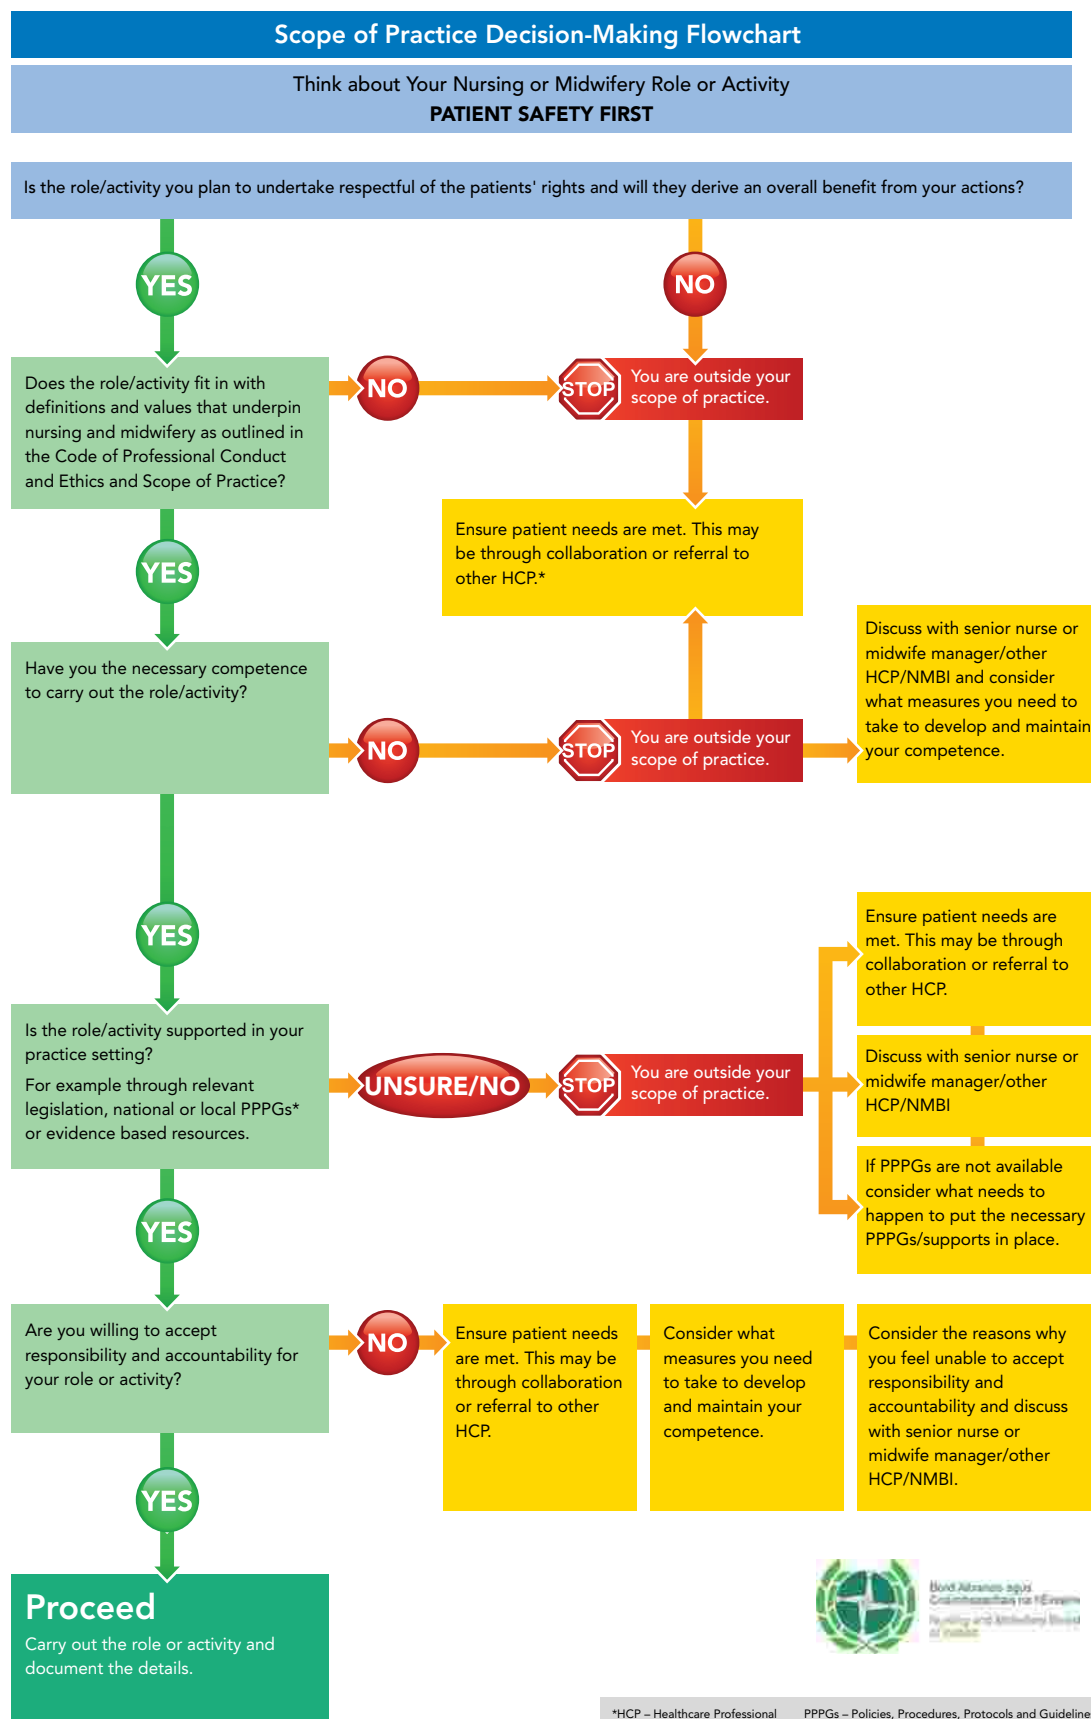 Scope of Practice Decision-Making Flowchart
Think about Your Nursing or Midwifery Role or Activity
PATIENT SAFETY FIRST
Is the role/activity you plan to undertake respectful of the patients' rights and will they derive an overall benefit from your actions?
YES
NO
Does the role/activity fit in with
definitions and values that underpin
nursing and midwifery as outlined in
the Code of Professional Conduct
and Ethics and Scope of Practice?
NO
STOP
You are outside your
scope of practice.
Ensure patient needs are met. This may
be through collaboration or referral to
other HCP.*
YES
Have you the necessary competence
to carry out the role/activity?
NO
STOP
You are outside your
scope of practice.
Discuss with senior nurse or
midwife manager/other
HCP/NMBI and consider
what measures you need to
take to develop and maintain
your competence.
YES
Is the role/activity supported in your
practice setting?
For example through relevant
legislation, national or local PPPGs*
or evidence based resources.
UNSURE/NO
STOP
You are outside your
scope of practice.
Ensure patient needs are
met. This may be through
collaboration or referral to
other HCP.
Discuss with senior nurse or
midwife manager/other
HCP/NMBI
If PPPGs are not available
consider what needs to
happen to put the necessary
PPPGs/supports in place.
YES
Are you willing to accept
responsibility and accountability for
your role or activity?
NO
Ensure patient needs
are met. This may be
through collaboration
or referral to other
HCP.
Consider what
measures you need
to take to develop
and maintain your
competence.
Consider the reasons why
you feel unable to accept
responsibility and
accountability and discuss
with senior nurse or
midwife manager/other
HCP/NMBI.
YES
Proceed
Carry out the role or activity and
document the details.
Bord Altranais agus
Nursing and Midwifery Board
*HCP – Healthcare Professional PPPGs – Policies, Procedures, Protocols and Guideline